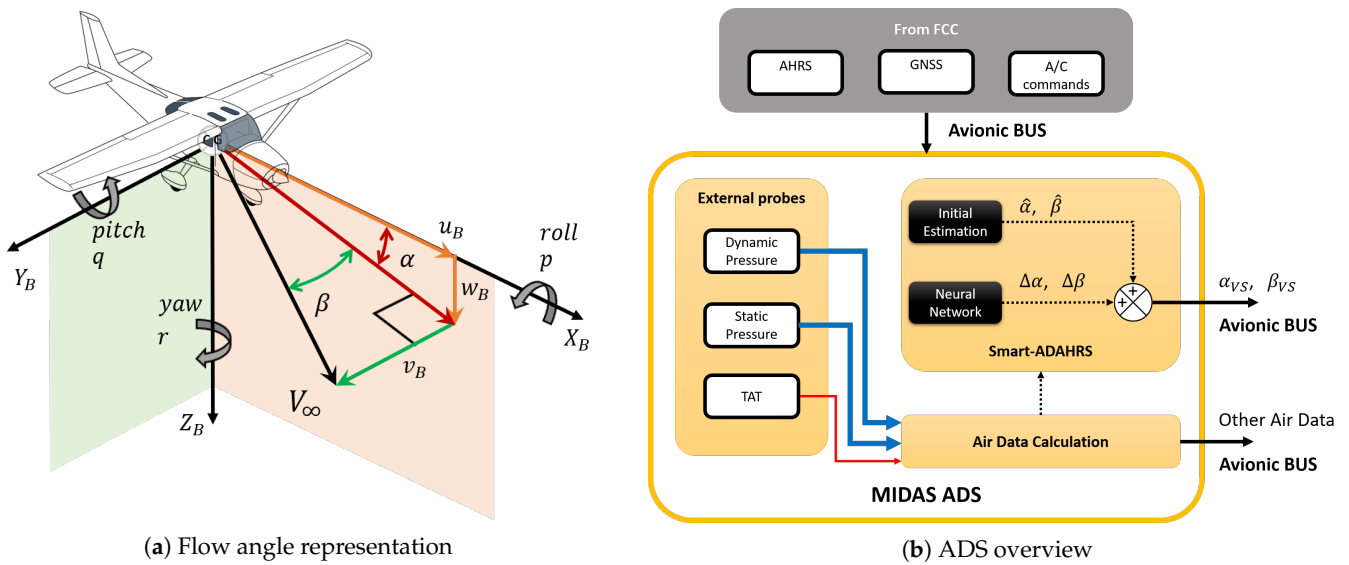 CG
pitch
q
Y_B
yaw
r
Z_B
u_B
α
w_B
β
v_B
V_∞
roll
p
X_B
(a) Flow angle representation
From FCC
AHRS
GNSS
A/C
commands
Avionic BUS
External probes
Dynamic
Pressure
Static
Pressure
TAT
Initial
Estimation
α̂, β̂
Neural
Network
Δα, Δβ
+
+
Smart-ADAHRS
α_VS, β_VS
Avionic BUS
Air Data Calculation
Other Air Data
Avionic BUS
MIDAS ADS
(b) ADS overview